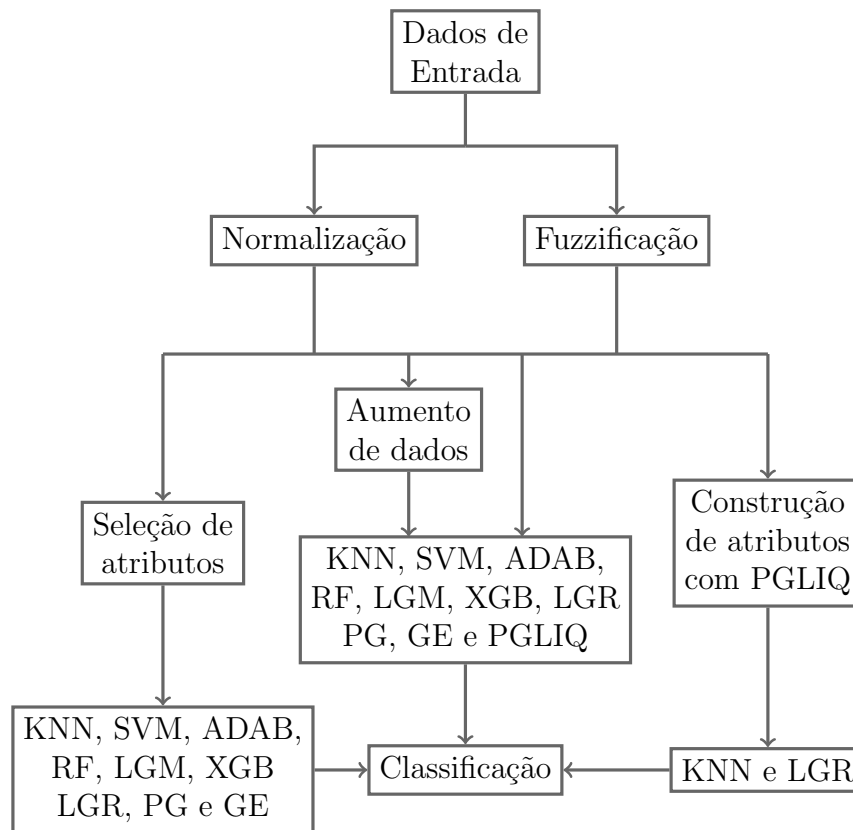 Dados de
Entrada
Normalização
Fuzzificação
Aumento
de dados
Seleção de
atributos
KNN, SVM, ADAB,
RF, LGM, XGB, LGR
PG, GE e PGLIQ
Construção
de atributos
com PGLIQ
KNN, SVM, ADAB,
RF, LGM, XGB
LGR, PG e GE
Classificação
KNN e LGR